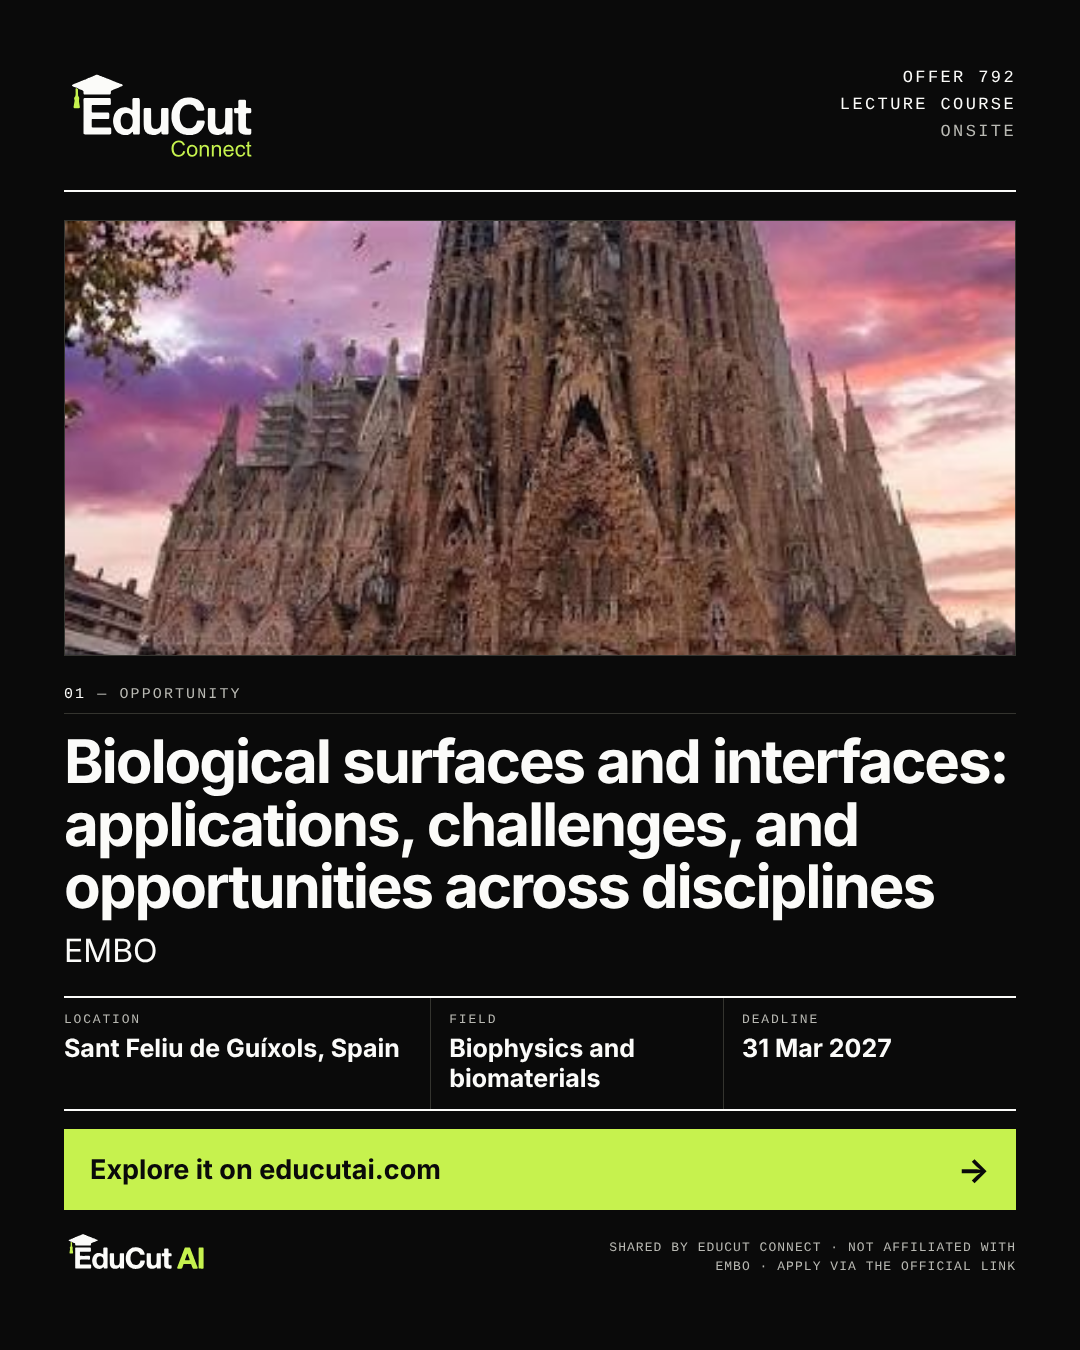 EduCut
Connect
OFFER 792
LECTURE COURSE
ONSITE
01 — OPPORTUNITY
Biological surfaces and interfaces:
applications, challenges, and
opportunities across disciplines
EMBO
LOCATION
Sant Feliu de Guíxols, Spain
FIELD
Biophysics and
biomaterials
DEADLINE
31 Mar 2027
Explore it on educutai.com →
EduCut AI
SHARED BY EDUCUT CONNECT · NOT AFFILIATED WITH
EMBO · APPLY VIA THE OFFICIAL LINK